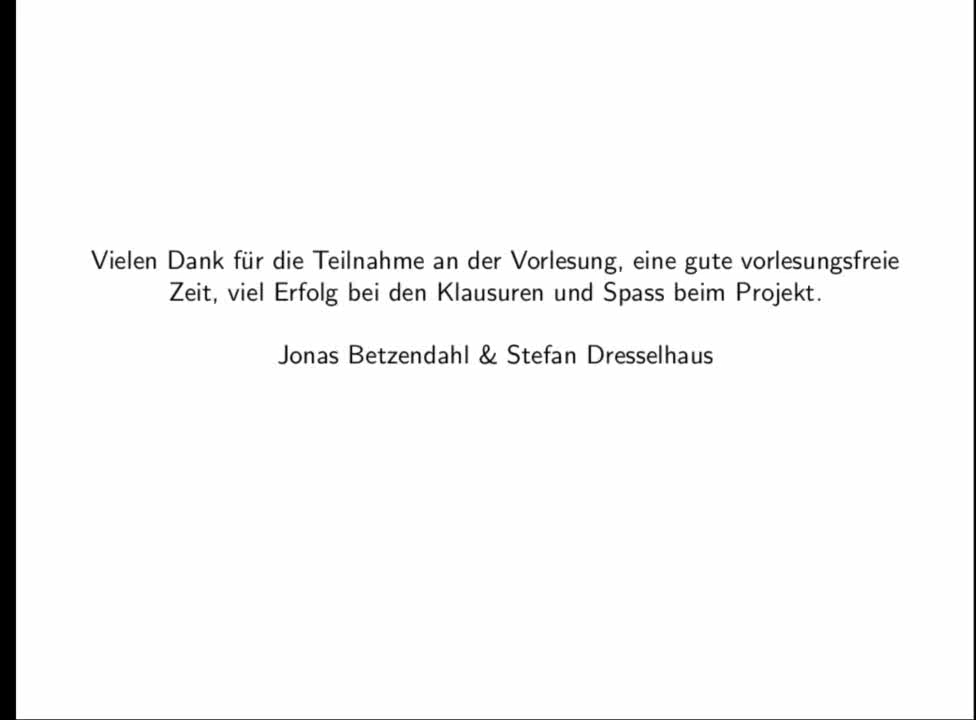 Vielen Dank für die Teilnahme an der Vorlesung, eine gute vorlesungsfreie
Zeit, viel Erfolg bei den Klausuren und Spass beim Projekt.
Jonas Betzendahl & Stefan Dresselhaus